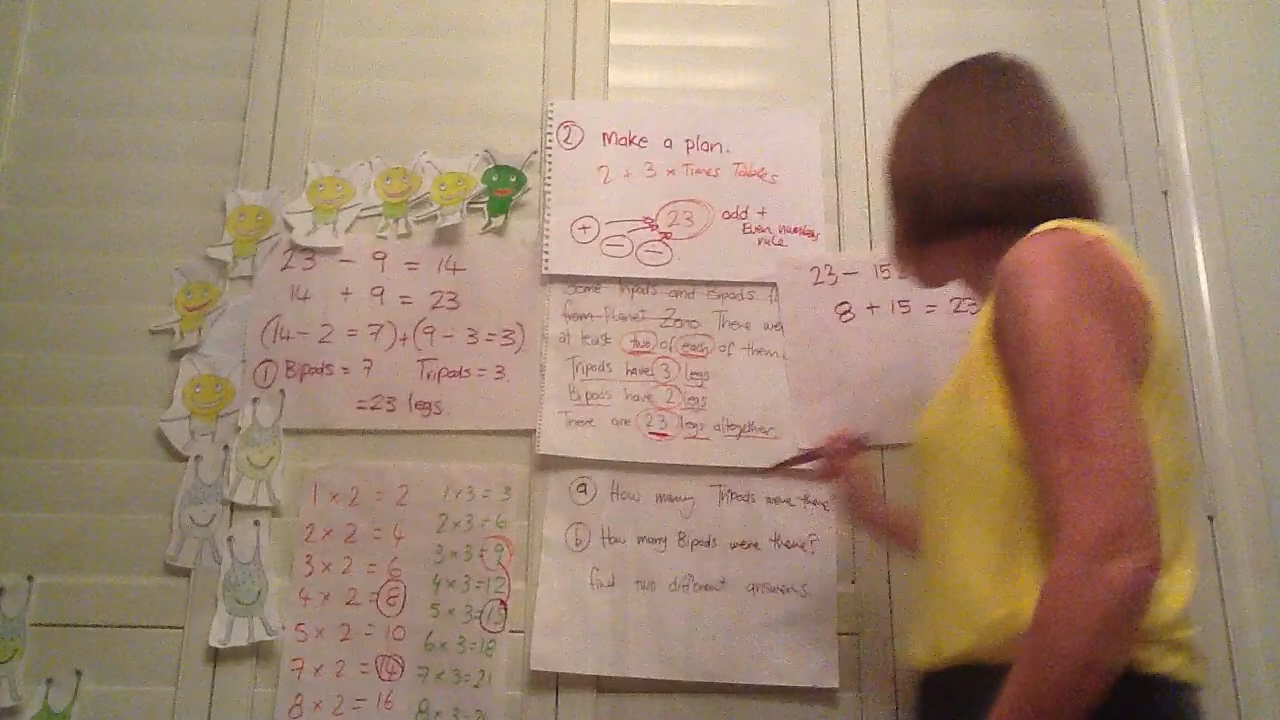 23 - 9 = 14
14 + 9 = 23
(14 - 2 = 7) + (9 - 3 = 3)
① Bipods = 7 Tripods = 3
= 23 legs.
1 x 2 = 2
2 x 2 = 4
3 x 2 = 6
4 x 2 = 8
5 x 2 = 10
7 x 2 = 14
8 x 2 = 16
1 x 3 = 3
2 x 3 = 6
3 x 3 = 9
4 x 3 = 12
5 x 3 = 15
6 x 3 = 18
7 x 3 = 21
8 x 3 =
② Make a plan.
2 + 3 x Times Tables
+ - - 23 add +
Even numbers
rule
Some Tripods and Bipods
from Planet Zeno. There we
at least two of each of them.
Tripods have 3 legs
Bipods have 2 legs
There are 23 legs altogether.
ⓐ How many Tripods were there
ⓑ How many Bipods were there?
find two different answers.
23 - 15
8 + 15 = 23